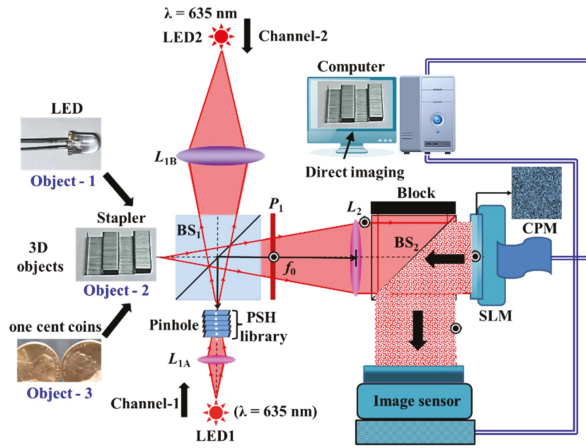 λ = 635 nm
LED2
Channel-2
Computer
LED
L1B
Direct imaging
Object - 1
Block
P1
L2
Stapler
BS1
BS2
CPM
3D
objects
f0
Object - 2
SLM
one cent coins
Pinhole
PSH
library
L1A
Object - 3
Channel-1
(λ = 635 nm)
LED1
Image sensor